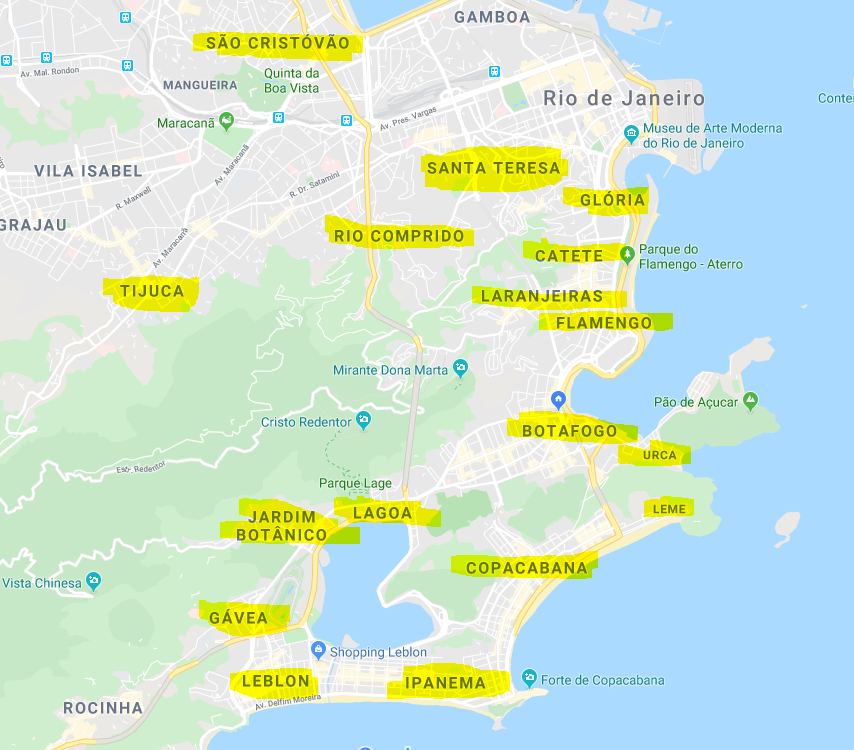 GAMBOA
SÃO CRISTÓVÃO
Av. Mal. Rondon
Quinta da
Boa Vista
MANGUEIRA
Rio de Janeiro
Conte
Maracanã
Av. Pres. Vargas
Museu de Arte Moderna
do Rio de Janeiro
VILA ISABEL
Av. Maracanã
SANTA TERESA
R. Maxwell
R. Dr. Satamini
GLÓRIA
GRAJAU
RIO COMPRIDO
Av. Maracanã
CATETE
Parque do
Flamengo - Aterro
TIJUCA
LARANJEIRAS
FLAMENGO
Mirante Dona Marta
Pão de Açucar
Cristo Redentor
BOTAFOGO
URCA
Estr. Redentor
Parque Lage
LAGOA
LEME
JARDIM
BOTÂNICO
COPACABANA
Vista Chinesa
GÁVEA
Shopping Leblon
LEBLON
IPANEMA
Forte de Copacabana
Av. Delfim Moreira
ROCINHA